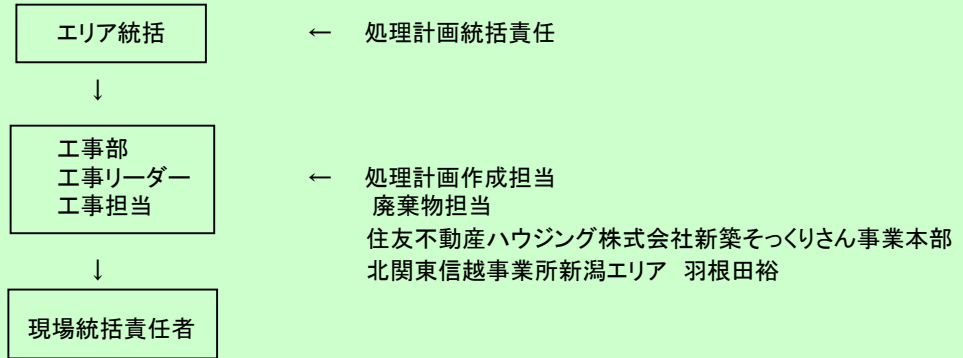 エリア統括 ← 処理計画統括責任
↓
工事部
工事リーダー ← 処理計画作成担当
工事担当 廃棄物担当
住友不動産ハウジング株式会社新築そっくりさん事業本部
↓ 北関東信越事業所新潟エリア 羽根田裕
現場統括責任者